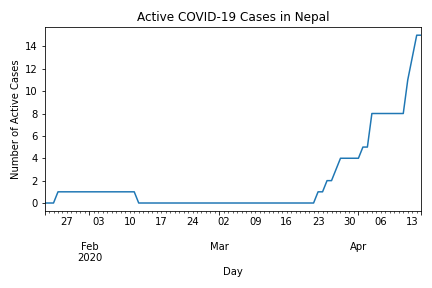 Active COVID-19 Cases in Nepal
14
12
10
8
6
4
2
0
Number of Active Cases
27 03 10 17 24 02 09 16 23 30 06 13
Feb Mar Apr
2020
Day